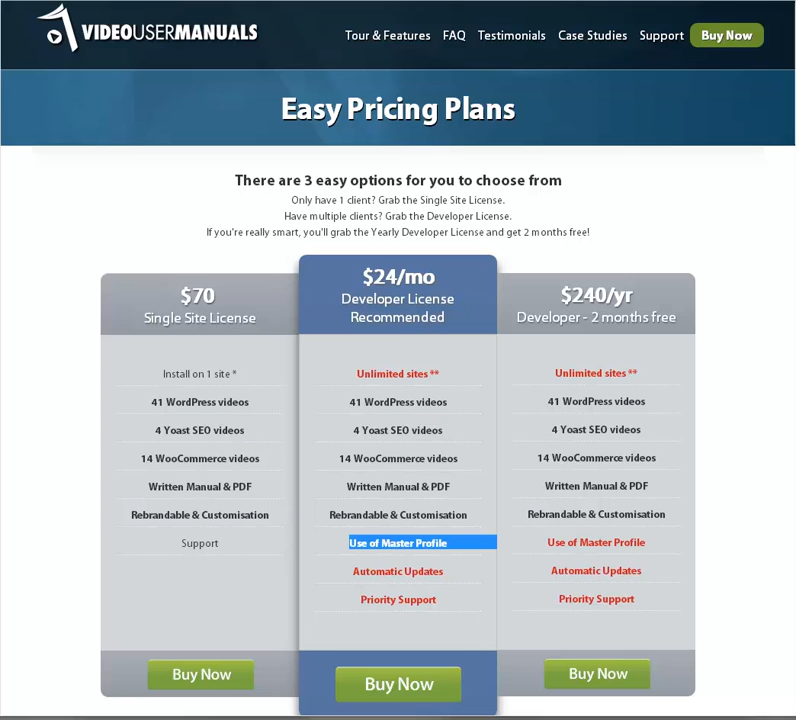 VIDEOUSERMANUALS
Tour & Features FAQ Testimonials Case Studies Support Buy Now
Easy Pricing Plans
There are 3 easy options for you to choose from
Only have 1 client? Grab the Single Site License.
Have multiple clients? Grab the Developer License.
If you're really smart, you'll grab the Yearly Developer License and get 2 months free!
$70
Single Site License
Install on 1 site *
41 WordPress videos
4 Yoast SEO videos
14 WooCommerce videos
Written Manual & PDF
Rebrandable & Customisation
Support
Buy Now
$24/mo
Developer License
Recommended
Unlimited sites **
41 WordPress videos
4 Yoast SEO videos
14 WooCommerce videos
Written Manual & PDF
Rebrandable & Customisation
Use of Master Profile
Automatic Updates
Priority Support
Buy Now
$240/yr
Developer - 2 months free
Unlimited sites **
41 WordPress videos
4 Yoast SEO videos
14 WooCommerce videos
Written Manual & PDF
Rebrandable & Customisation
Use of Master Profile
Automatic Updates
Priority Support
Buy Now